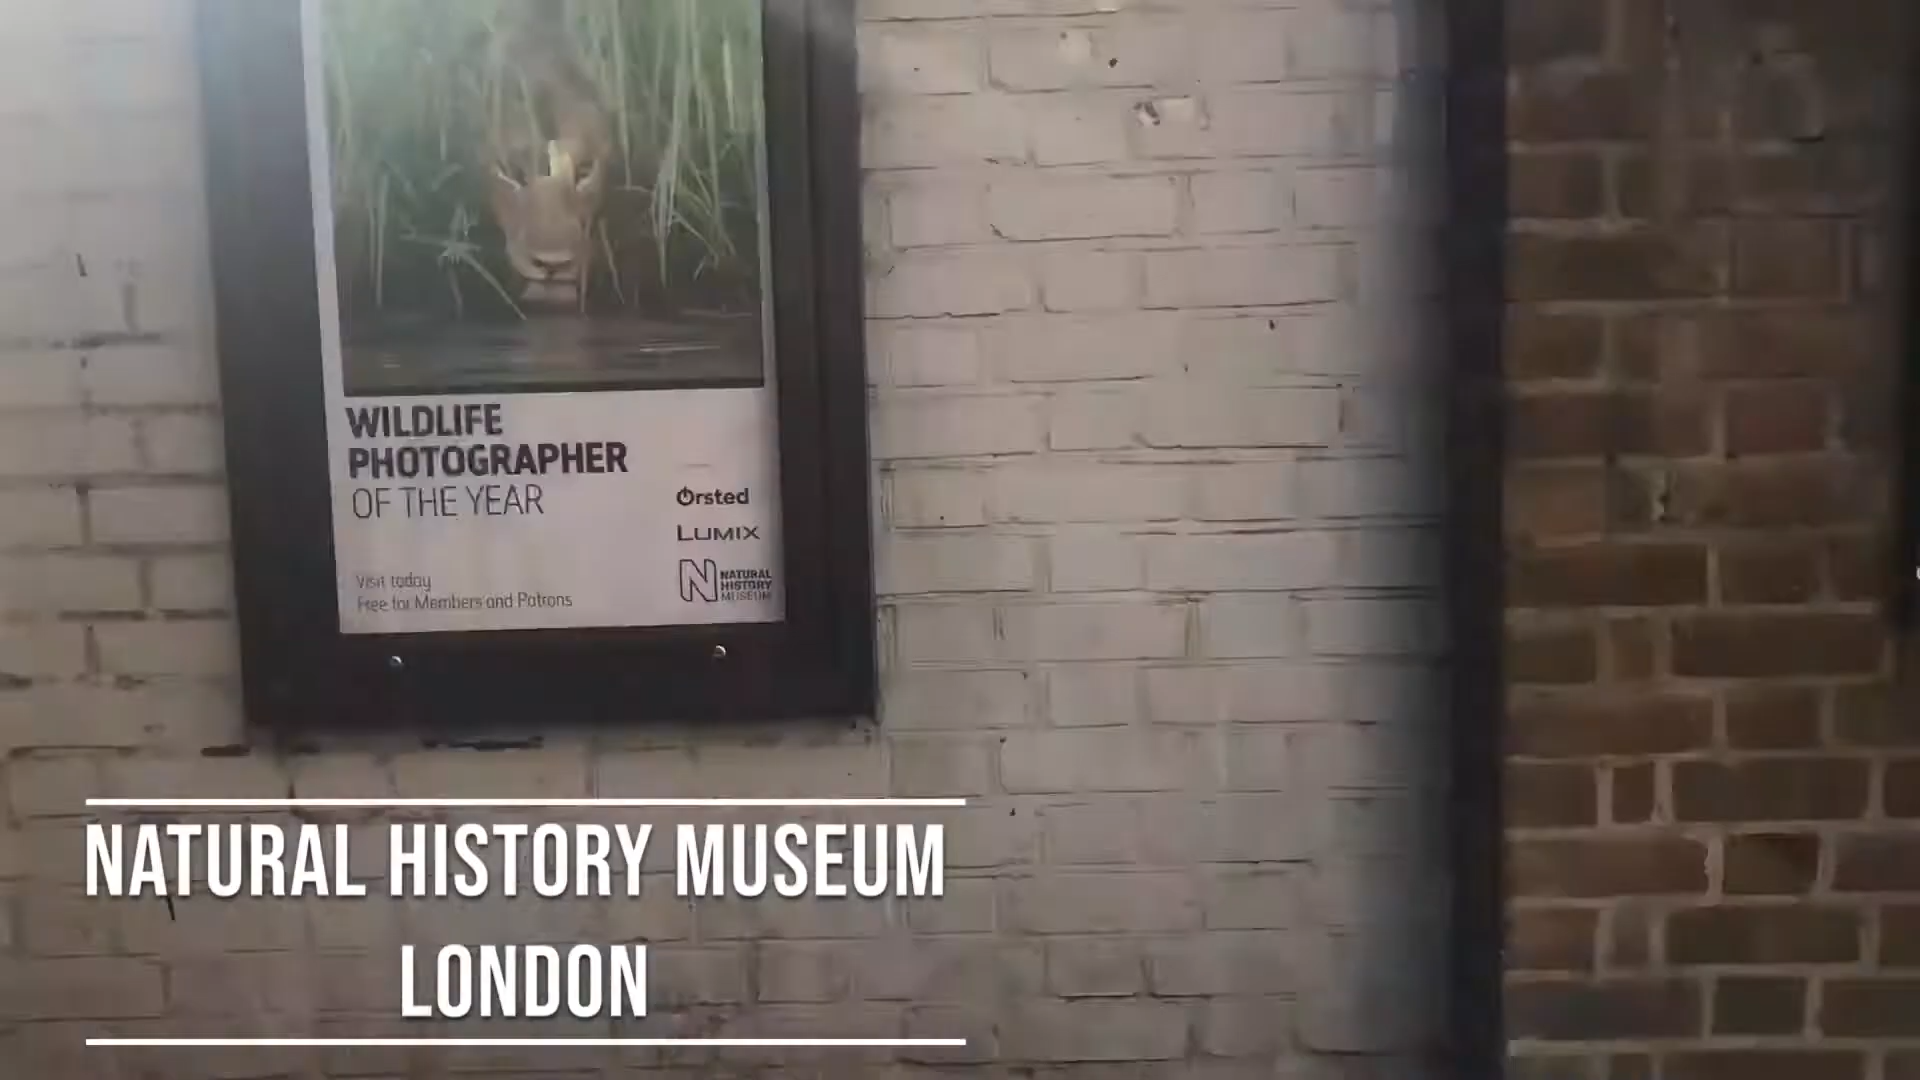 WILDLIFE
PHOTOGRAPHER
OF THE YEAR
Visit today
Free for Members and Patrons
Ørsted
LUMIX
N NATURAL
HISTORY
MUSEUM
NATURAL HISTORY MUSEUM
LONDON